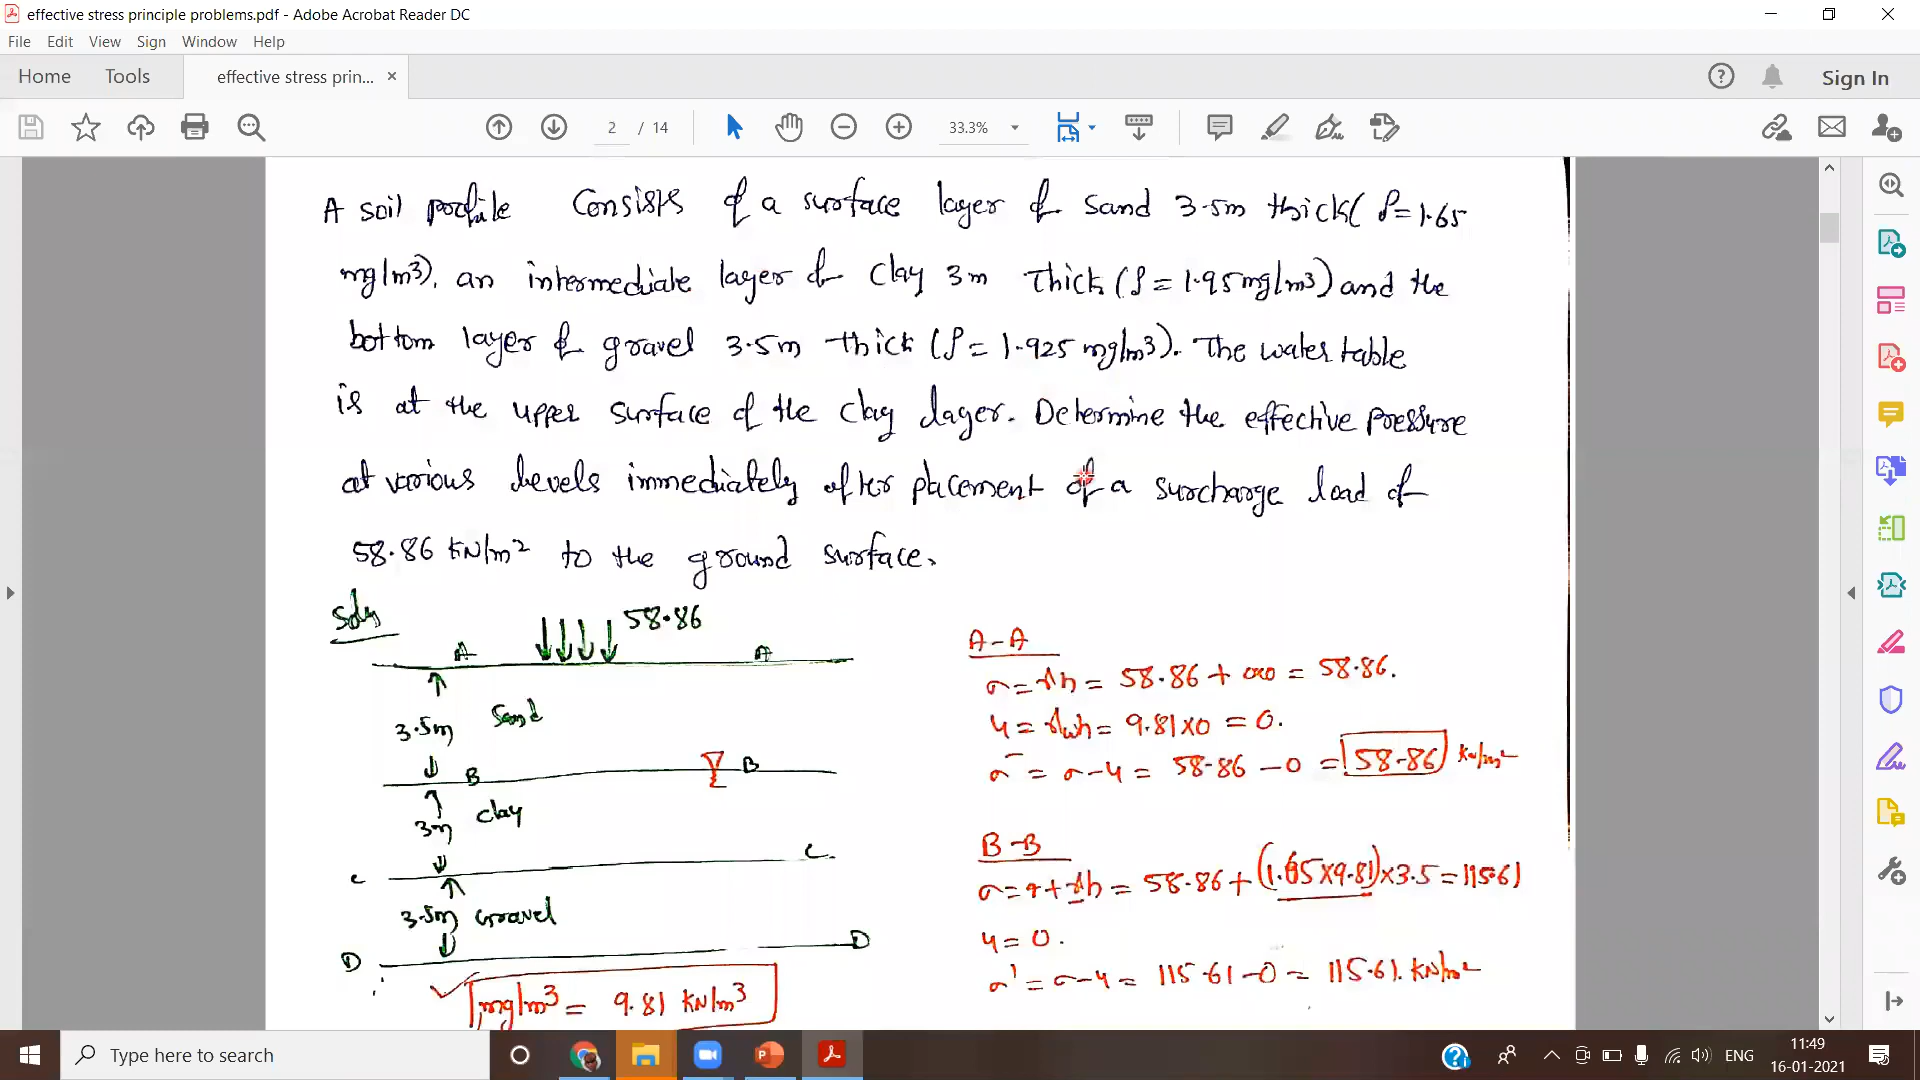 effective stress principle problems.pdf - Adobe Acrobat Reader DC
File Edit View Sign Window Help
Home Tools effective stress prin... × Sign In
2 / 14 33.3%
A soil profile Consists of a surface layer of Sand 3.5m thick( ρ=1.65
mg/m3), an intermediate layer of clay 3m Thick (ρ = 1.95mg/m3) and the
bottom layer of gravel 3.5m thick (ρ= 1.925 mg/m3). The water table
is at the upper surface of the clay layer. Determine the effective pressure
at various levels immediately after placement of a surcharge load of
58.86 KN/m2 to the ground surface.
Soln
58.86
A A
3.5m Sand
B B
3m clay
c c
3.5m Gravel
D D
1mg/m3 = 9.81 KN/m3
A-A
σ=γh = 58.86 + 0x0 = 58.86.
u = γwh = 9.81x0 = 0.
σ¯ = σ-u = 58.86 -0 = 58.86 KN/m2
B-B
σ=q+γh = 58.86+(1.65x9.81)x3.5=115.61
u= 0.
σ' = σ-u = 115.61-0 = 115.61. KN/m2
Type here to search
ENG
11:49
16-01-2021